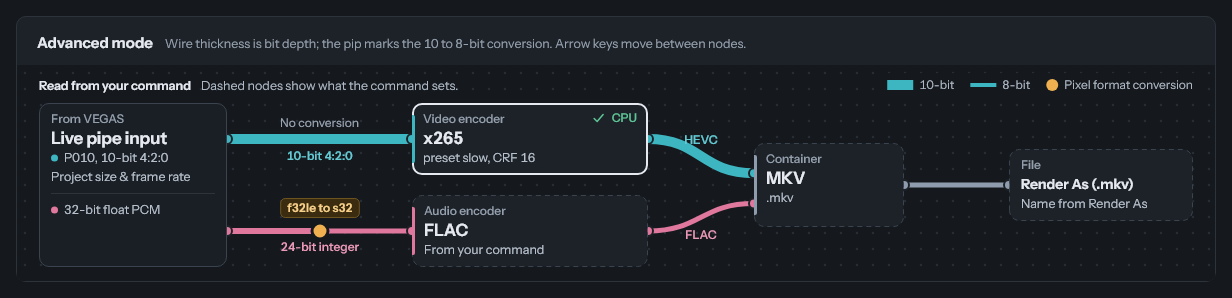 Advanced mode Wire thickness is bit depth; the pip marks the 10 to 8-bit conversion. Arrow keys move between nodes.
Read from your command Dashed nodes show what the command sets.
10-bit 8-bit Pixel format conversion
From VEGAS
Live pipe input
P010, 10-bit 4:2:0
Project size & frame rate
32-bit float PCM
No conversion
10-bit 4:2:0
f32le to s32
24-bit integer
Video encoder
CPU
x265
preset slow, CRF 16
Audio encoder
FLAC
From your command
HEVC
FLAC
Container
MKV
.mkv
File
Render As (.mkv)
Name from Render As